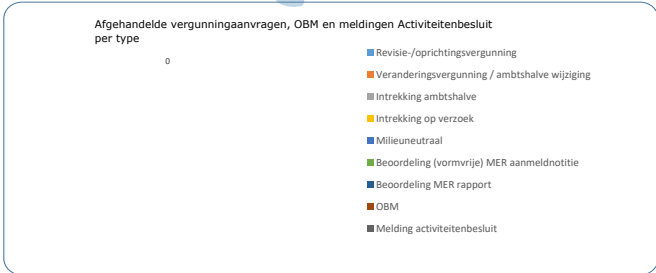 Afgehandelde vergunningaanvragen, OBM en meldingen Activiteitenbesluit
per type
0
Revisie-/oprichtingsvergunning
Veranderingsvergunning / ambtshalve wijziging
Intrekking ambtshalve
Intrekking op verzoek
Milieuneutraal
Beoordeling (vormvrije) MER aanmeldnotitie
Beoordeling MER rapport
OBM
Melding activiteitenbesluit